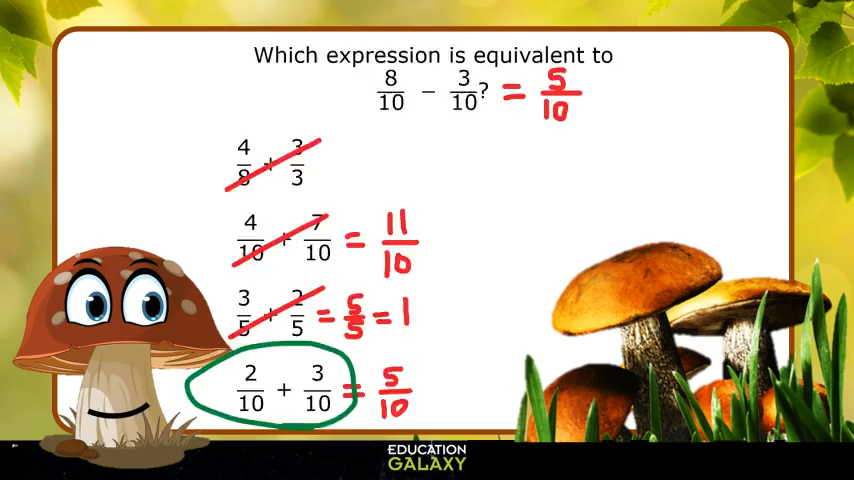 Which expression is equivalent to
8/10 − 3/10? = 5/10
4/8 + 3/3
4/10 + 7/10 = 11/10
3/5 + 2/5 = 5/5 = 1
2/10 + 3/10 = 5/10
EDUCATION
GALAXY